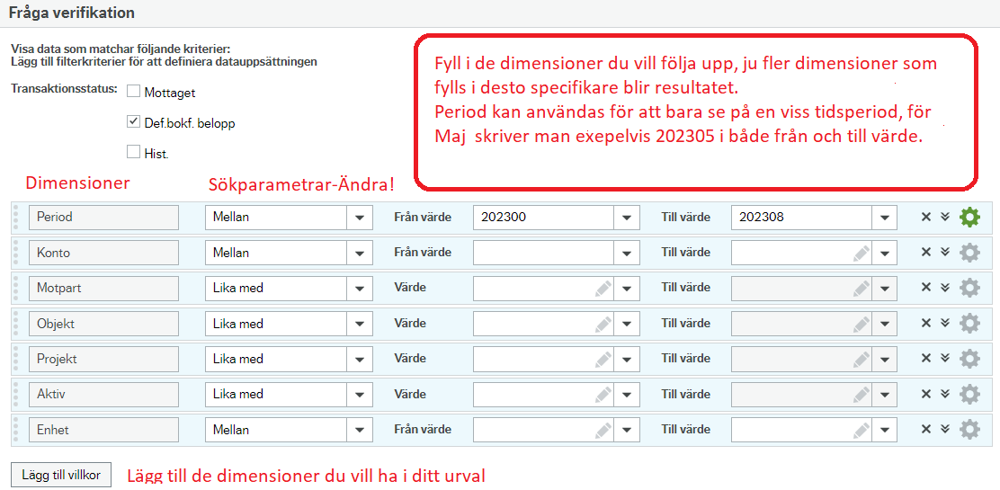 Fråga verifikation
Visa data som matchar följande kriterier:
Lägg till filterkriterier för att definiera datauppsättningen
Transaktionsstatus: Mottaget
Def.bokf. belopp
Hist.
Fyll i de dimensioner du vill följa upp, ju fler dimensioner som
fylls i desto specifikare blir resultatet.
Period kan användas för att bara se på en viss tidsperiod, för
Maj skriver man exepelvis 202305 i både från och till värde.
Dimensioner
Sökparametrar-Ändra!
Period Mellan Från värde 202300 Till värde 202308
Konto Mellan Från värde Till värde
Motpart Lika med Värde Till värde
Objekt Lika med Värde Till värde
Projekt Lika med Värde Till värde
Aktiv Lika med Värde Till värde
Enhet Mellan Från värde Till värde
Lägg till villkor Lägg till de dimensioner du vill ha i ditt urval